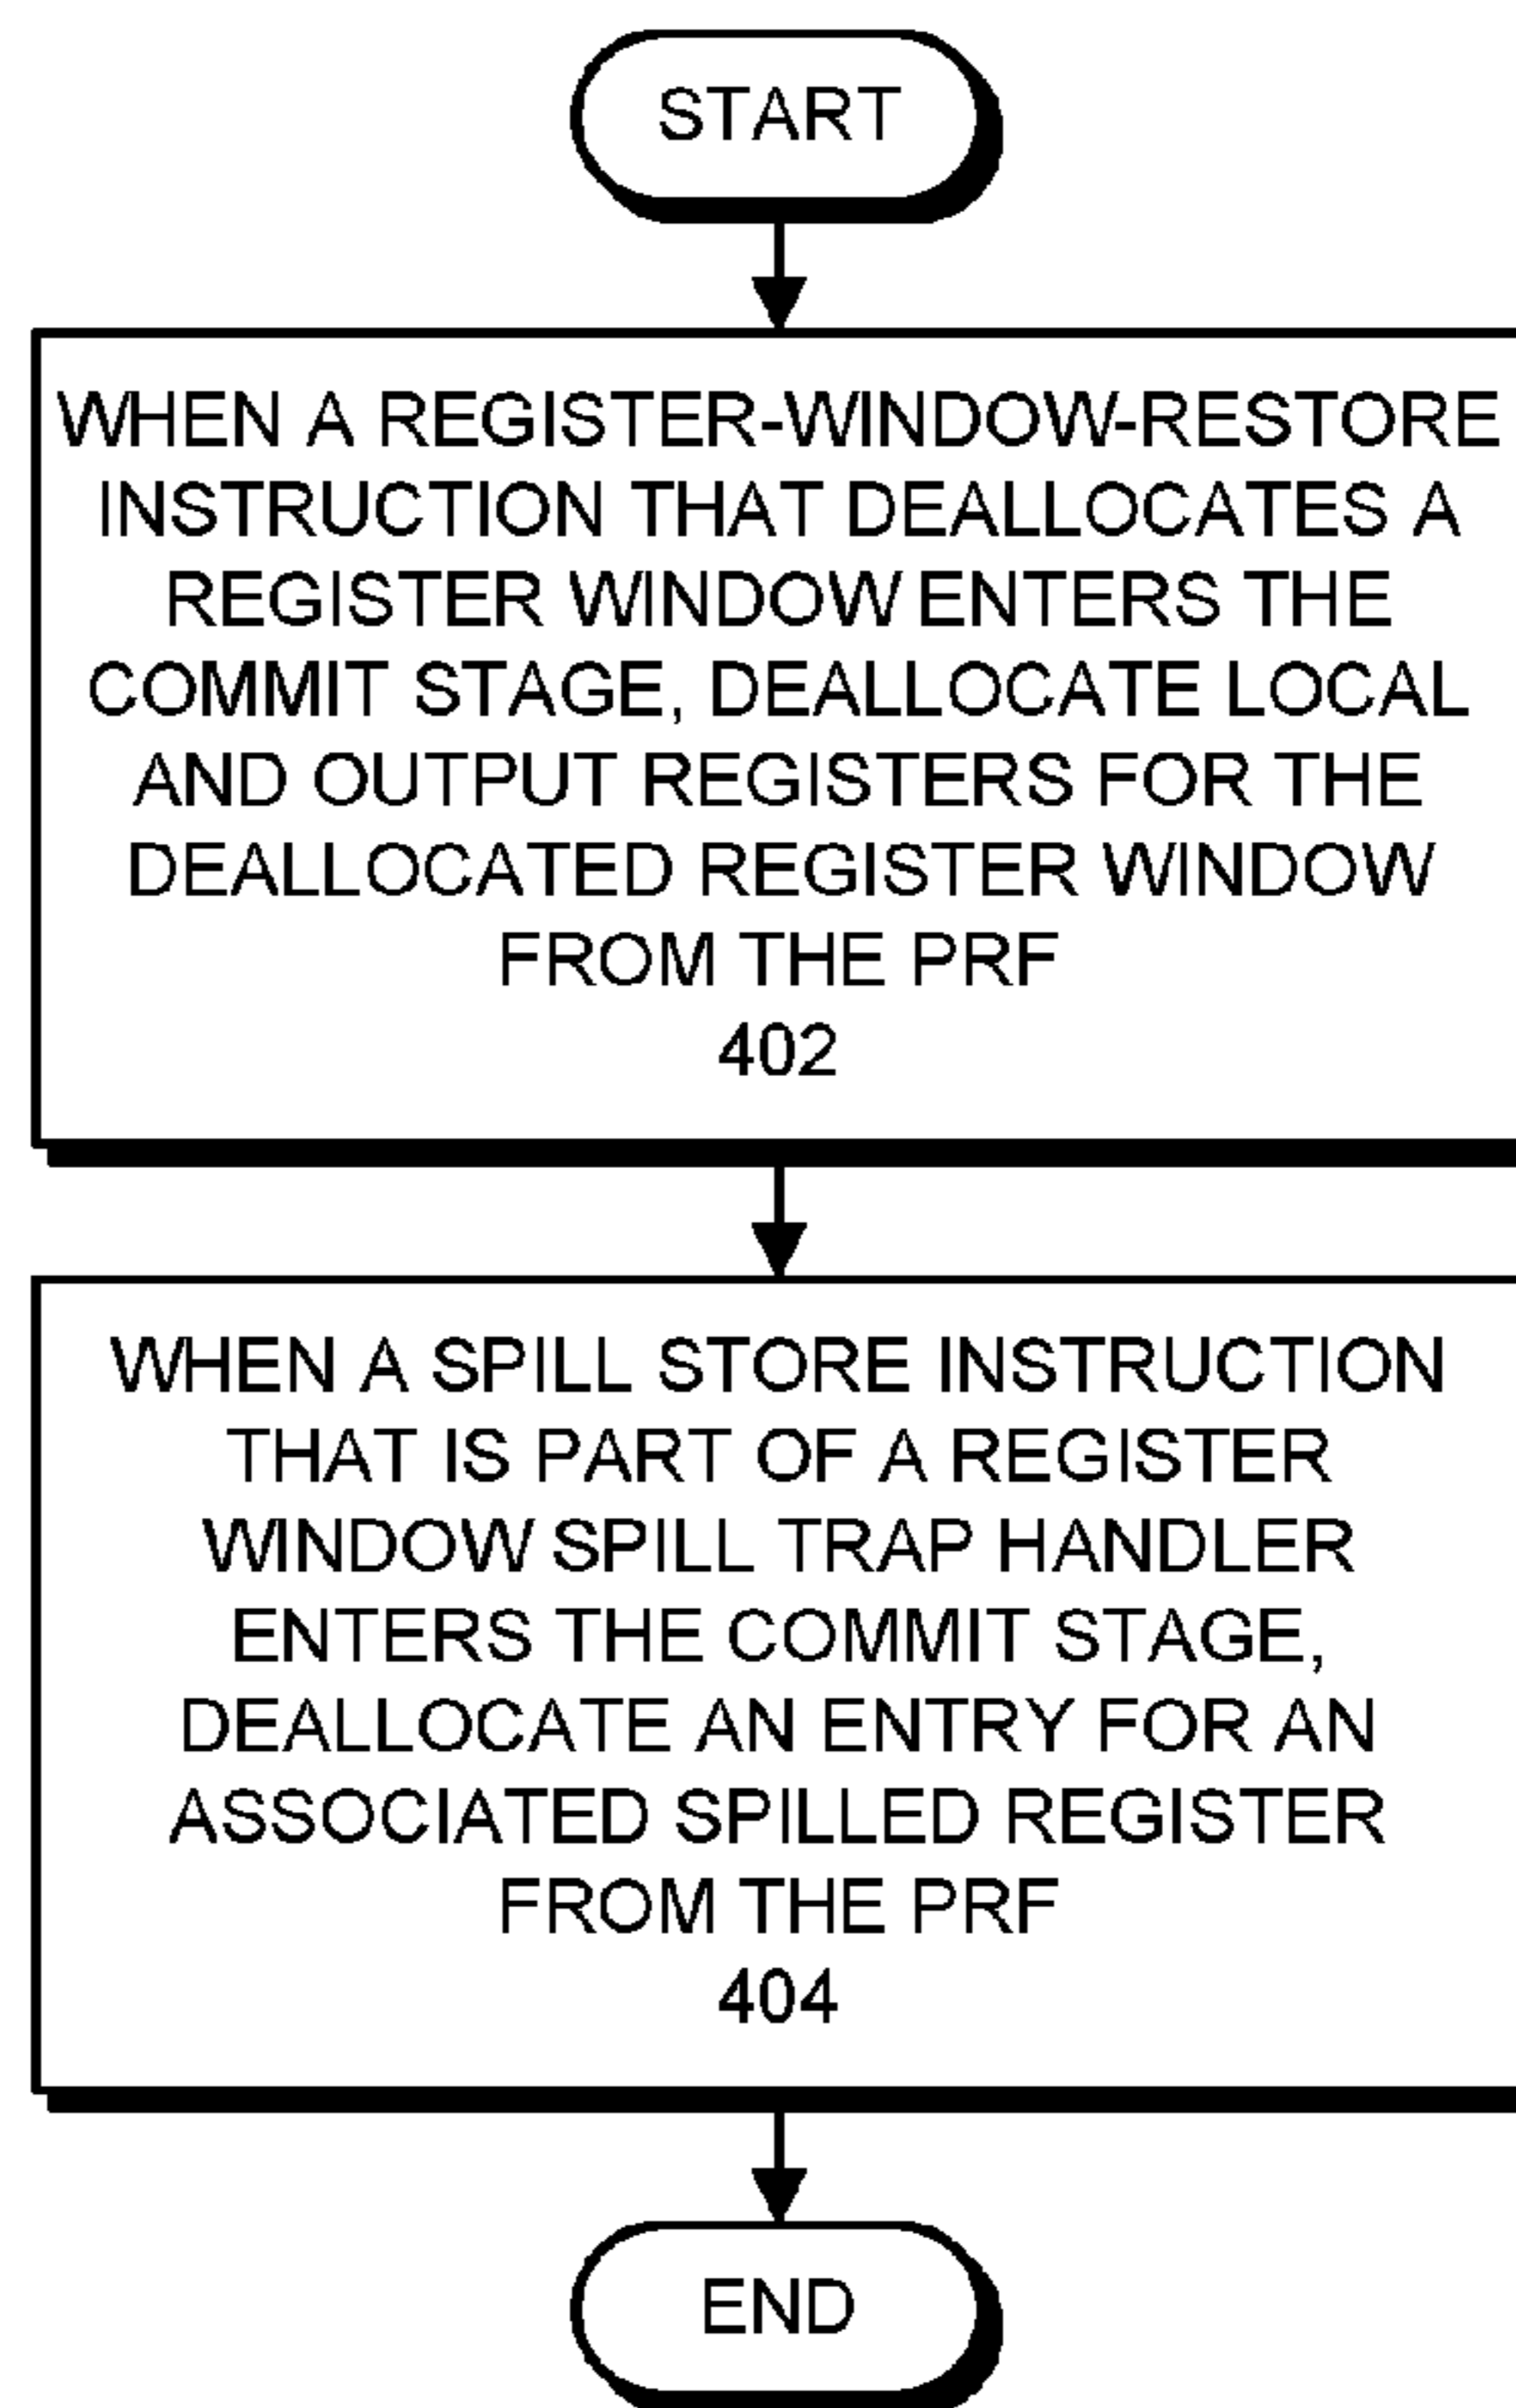 START
WHEN A REGISTER-WINDOW-RESTORE
INSTRUCTION THAT DEALLOCATES A
REGISTER WINDOW ENTERS THE
COMMIT STAGE, DEALLOCATE LOCAL
AND OUTPUT REGISTERS FOR THE
DEALLOCATED REGISTER WINDOW
FROM THE PRF
402
WHEN A SPILL STORE INSTRUCTION
THAT IS PART OF A REGISTER
WINDOW SPILL TRAP HANDLER
ENTERS THE COMMIT STAGE,
DEALLOCATE AN ENTRY FOR AN
ASSOCIATED SPILLED REGISTER
FROM THE PRF
404
END